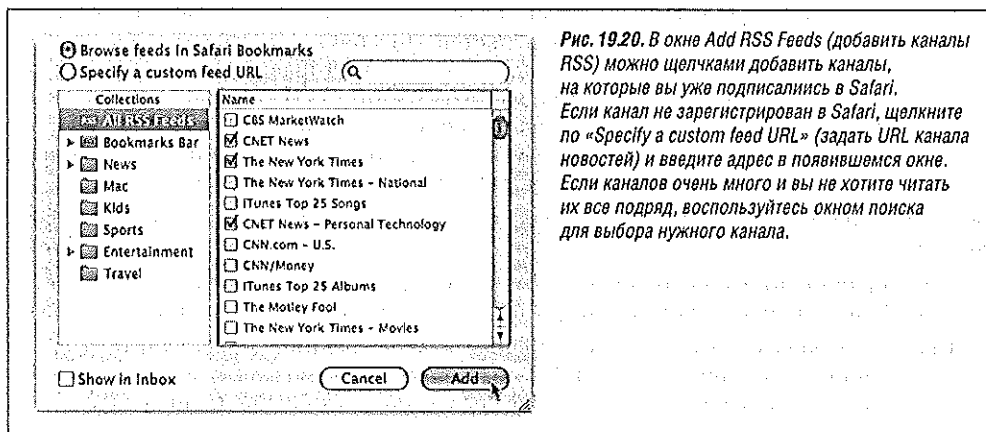 Browse feeds in Safari Bookmarks
Specify a custom feed URL
Collections
All RSS Feeds
Bookmarks Bar
News
Mac
Kids
Sports
Entertainment
Travel
Name
CBS MarketWatch
CNET News
The New York Times
The New York Times – National
iTunes Top 25 Songs
CNET News – Personal Technology
CNN.com – U.S.
CNN/Money
iTunes Top 25 Albums
The Motley Fool
The New York Times – Movies
Show in Inbox
Cancel
Add
Рис. 19.20. В окне Add RSS Feeds (добавить каналы
RSS) можно щелчками добавить каналы,
на которые вы уже подписались в Safari.
Если канал не зарегистрирован в Safari, щелкните
по «Specify a custom feed URL» (задать URL канала
новостей) и введите адрес в появившемся окне.
Если каналов очень много и вы не хотите читать
их все подряд, воспользуйтесь окном поиска
для выбора нужного канала.